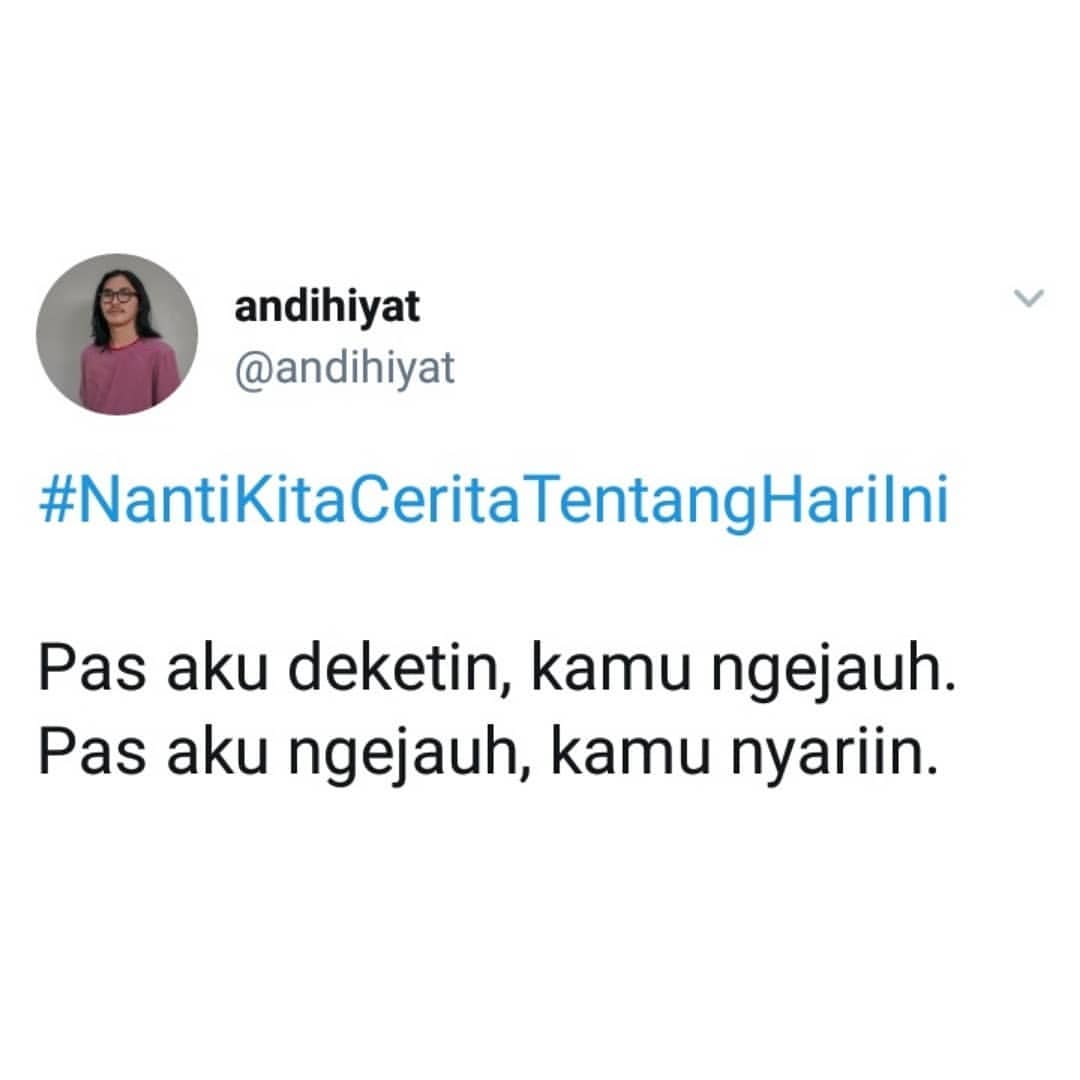 andihiyat
@andihiyat
#NantiKitaCeritaTentangHariIni
Pas aku deketin, kamu ngejauh.
Pas aku ngejauh, kamu nyariin.